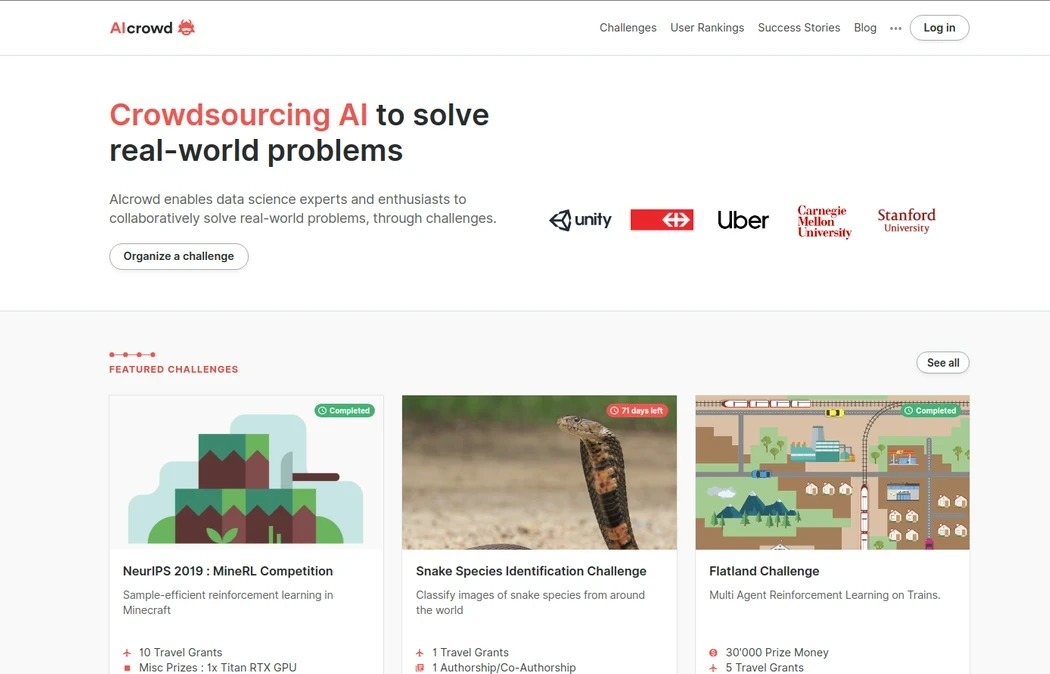 AIcrowd
Challenges User Rankings Success Stories Blog ••• Log in
Crowdsourcing AI to solve
real-world problems
AIcrowd enables data science experts and enthusiasts to
collaboratively solve real-world problems, through challenges.
Organize a challenge
unity
Uber
Carnegie
Mellon
University
Stanford
University
FEATURED CHALLENGES
See all
Completed
NeurIPS 2019 : MineRL Competition
Sample-efficient reinforcement learning in
Minecraft
10 Travel Grants
Misc Prizes : 1x Titan RTX GPU
71 days left
Snake Species Identification Challenge
Classify images of snake species from around
the world
1 Travel Grants
1 Authorship/Co-Authorship
Completed
Flatland Challenge
Multi Agent Reinforcement Learning on Trains.
30'000 Prize Money
5 Travel Grants